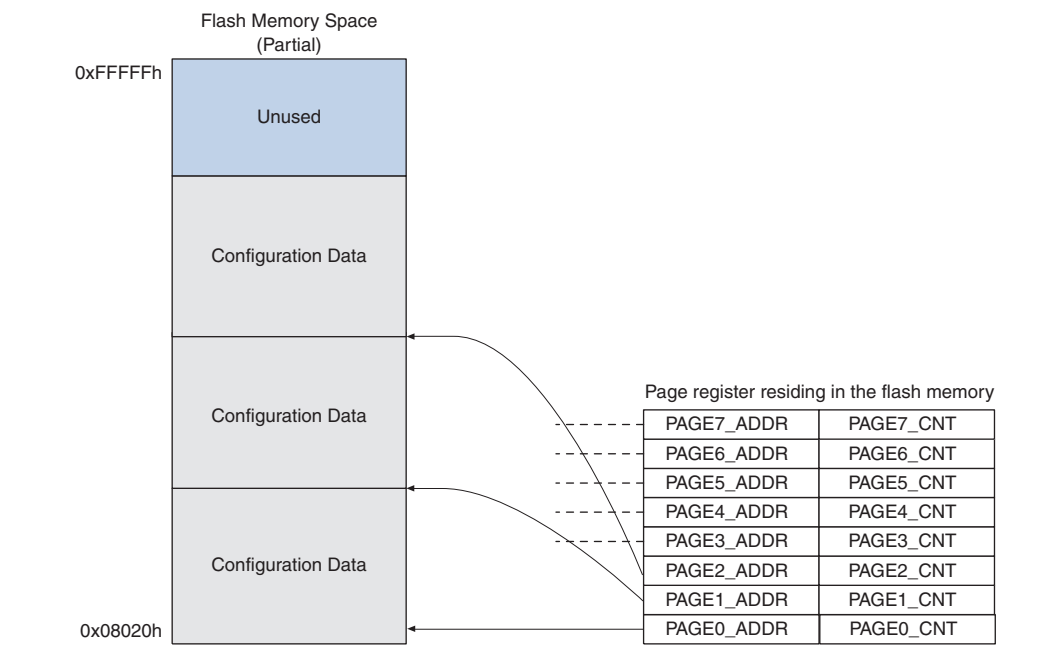 Flash Memory Space
(Partial)
0xFFFFFh
Unused
Configuration Data
Configuration Data
Configuration Data
0x08020h
Page register residing in the flash memory
PAGE7_ADDR PAGE7_CNT
PAGE6_ADDR PAGE6_CNT
PAGE5_ADDR PAGE5_CNT
PAGE4_ADDR PAGE4_CNT
PAGE3_ADDR PAGE3_CNT
PAGE2_ADDR PAGE2_CNT
PAGE1_ADDR PAGE1_CNT
PAGE0_ADDR PAGE0_CNT